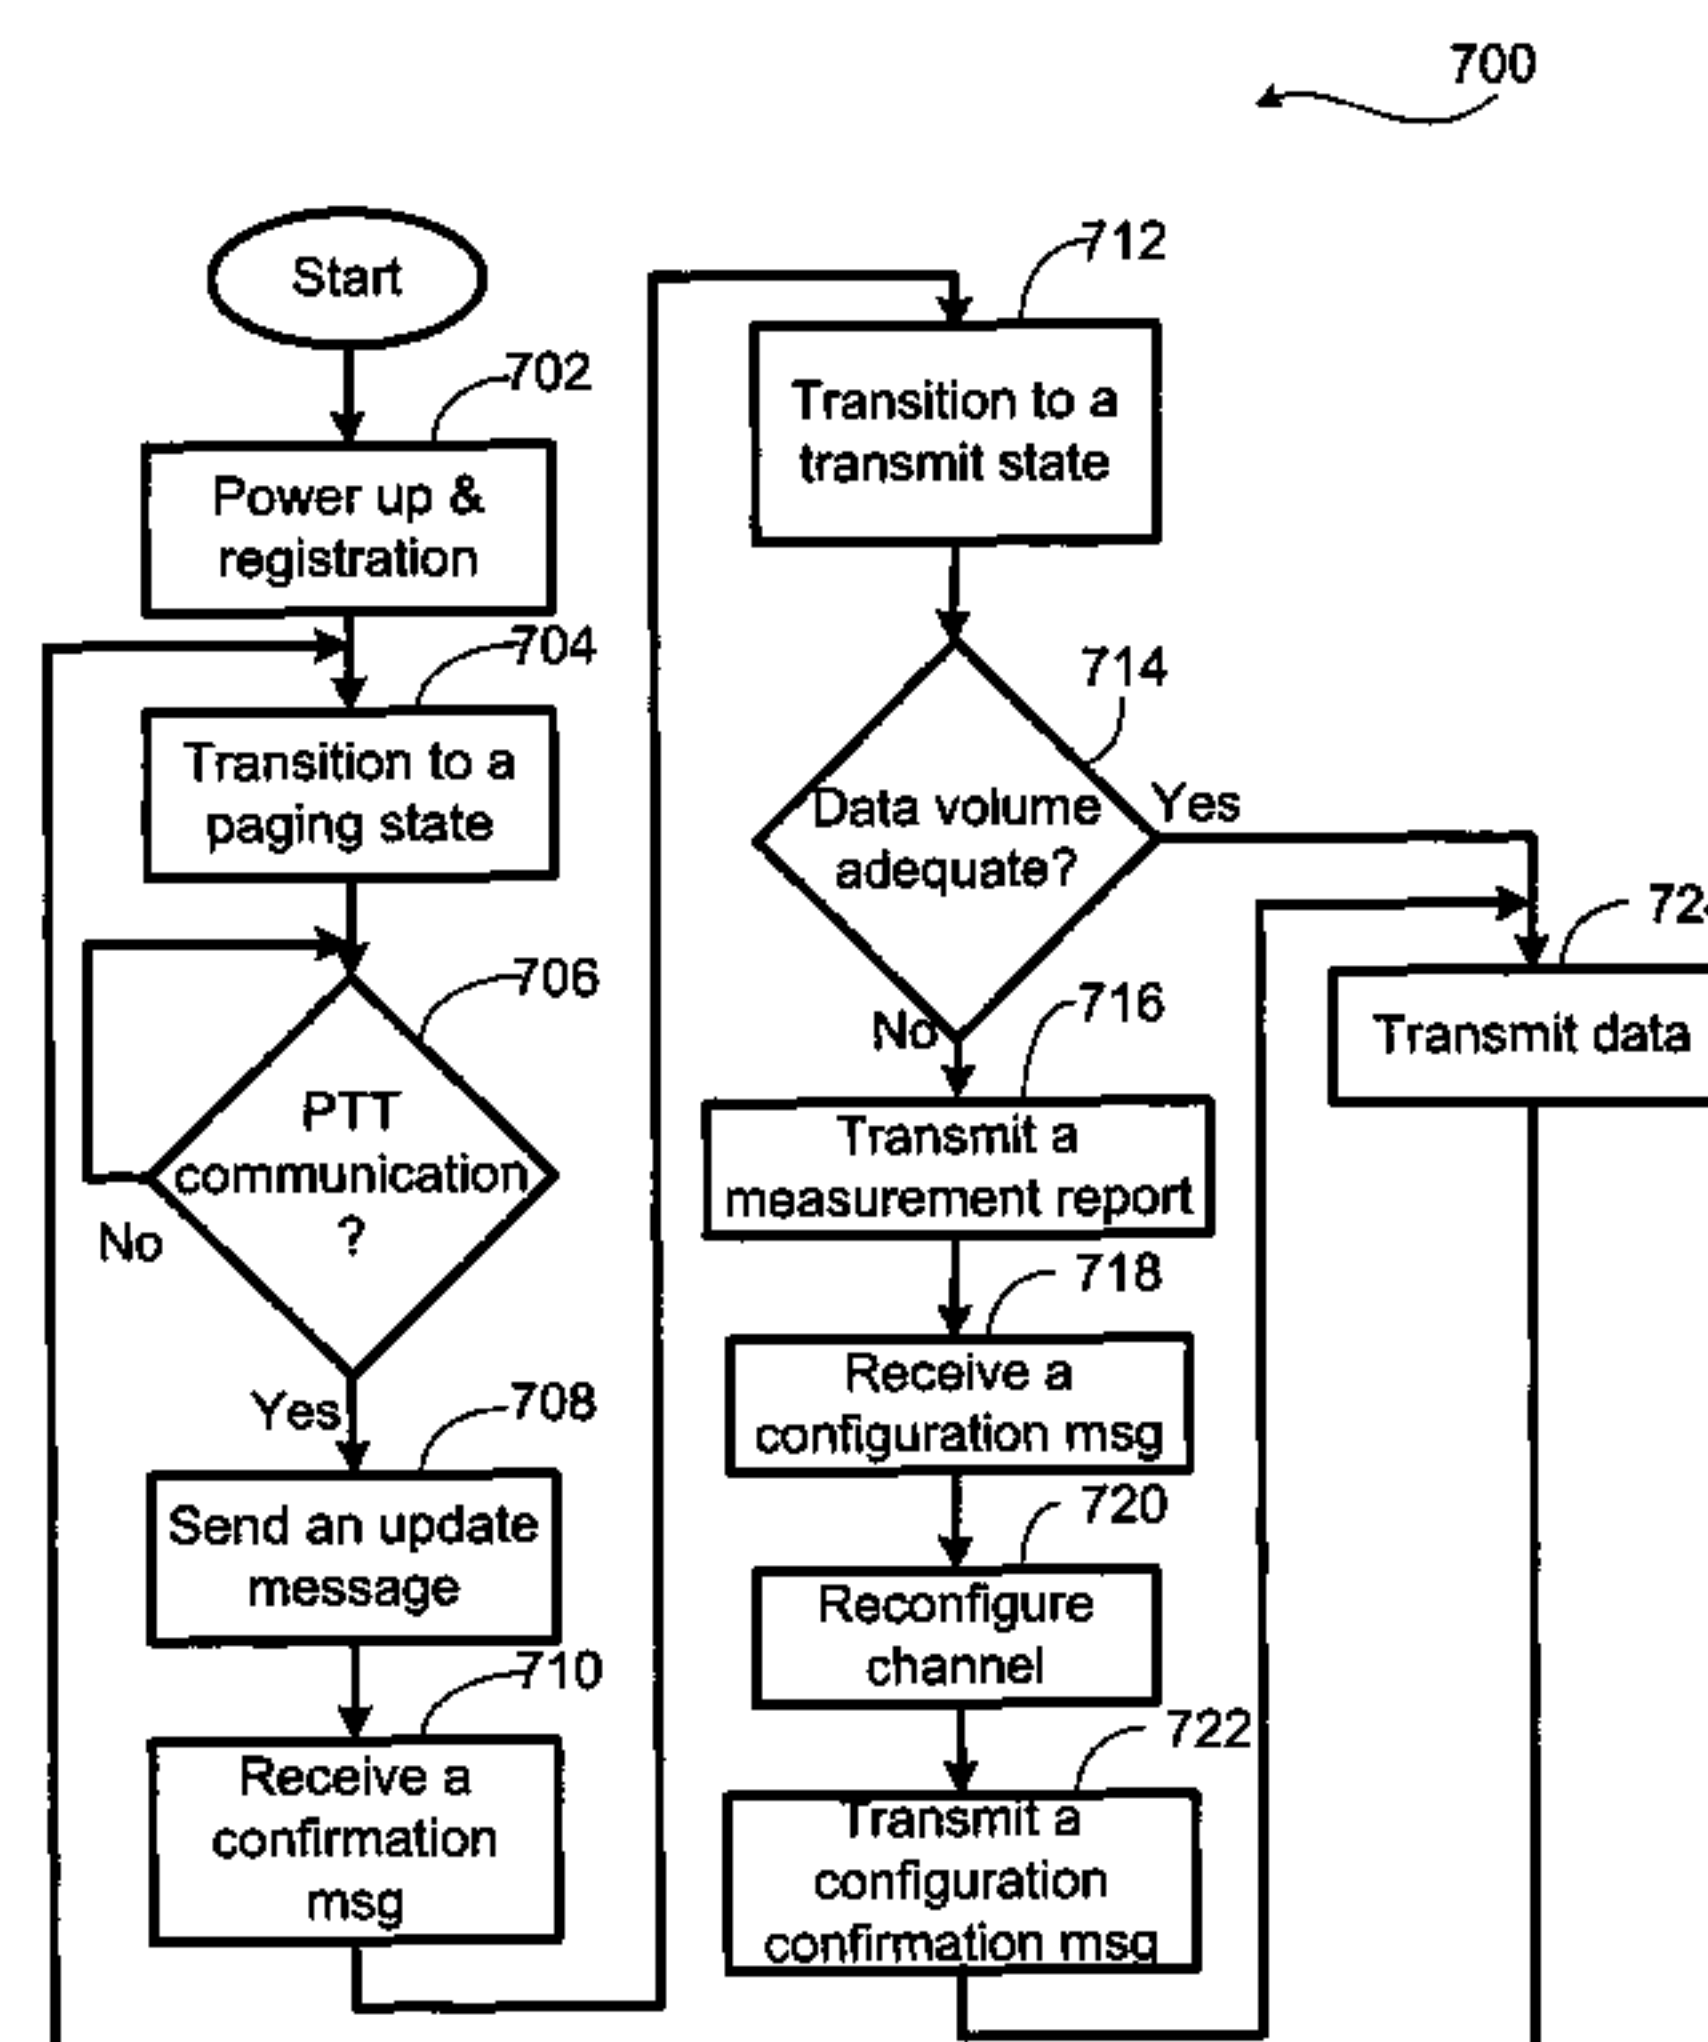 700
Start
702
Power up &
registration
704
Transition to a
paging state
706
PTT
communication
?
No
Yes
708
Send an update
message
710
Receive a
confirmation
msg
712
Transition to a
transmit state
714
Data volume
adequate?
Yes
No
716
Transmit a
measurement report
718
Receive a
configuration msg
720
Reconfigure
channel
722
Transmit a
configuration
confirmation msg
Transmit data